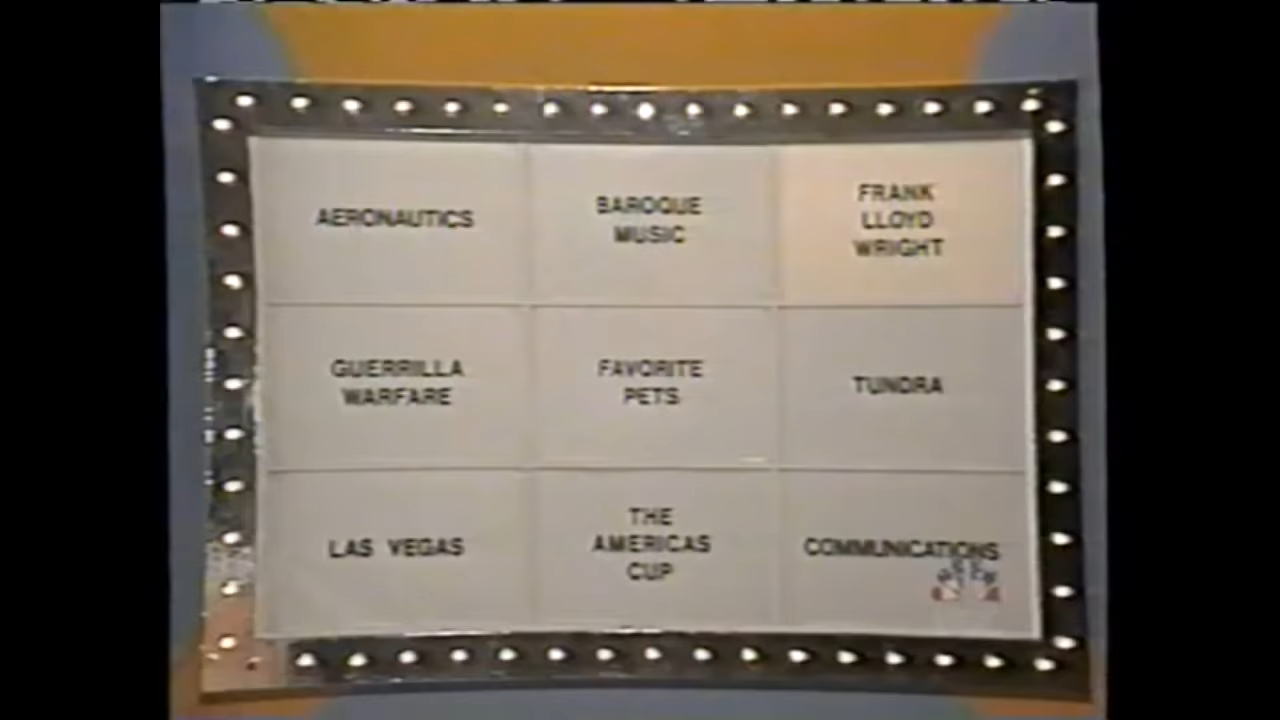 AERONAUTICS
BAROQUE
MUSIC
FRANK
LLOYD
WRIGHT
GUERRILLA
WARFARE
FAVORITE
PETS
TUNDRA
LAS VEGAS
THE
AMERICAS
CUP
COMMUNICATIONS